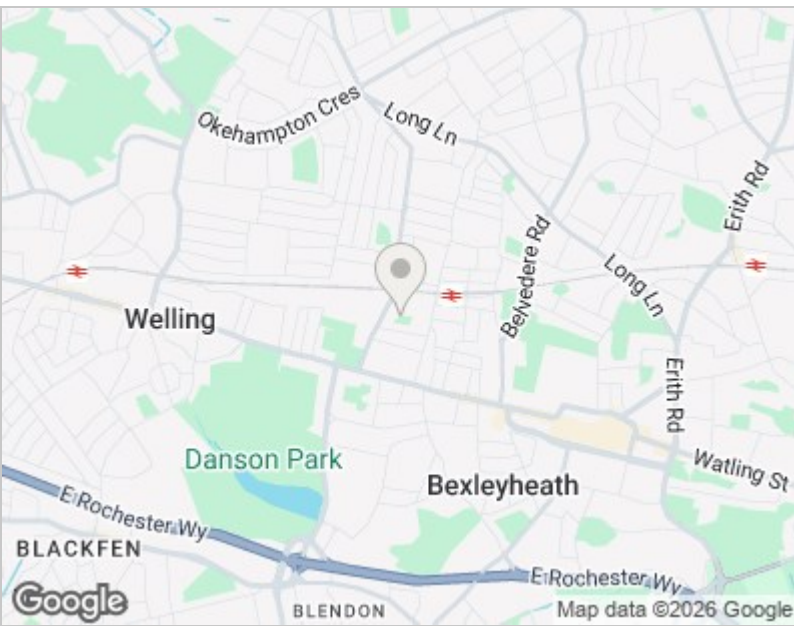 Okehampton Cres
Long Ln
Erith Rd
Belvedere Rd
Long Ln
Welling
Erith Rd
Danson Park
Watling St
Bexleyheath
E Rochester Wy
BLACKFEN
E Rochester Wy
Google
BLENDON
Map data ©2026 Google